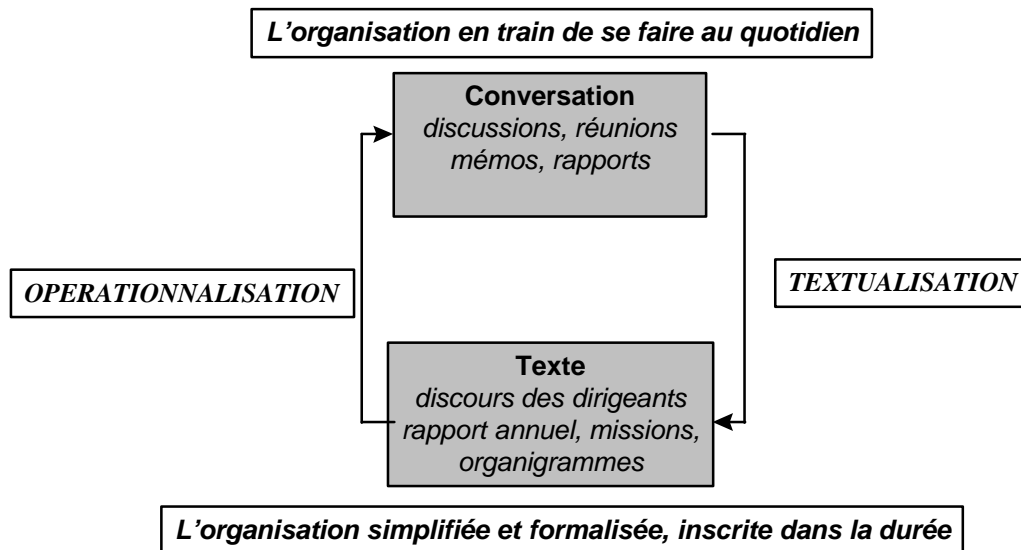 L'organisation en train de se faire au quotidien
Conversation
discussions, réunions
mémos, rapports
OPERATIONNALISATION
TEXTUALISATION
Texte
discours des dirigeants
rapport annuel, missions,
organigrammes
L'organisation simplifiée et formalisée, inscrite dans la durée